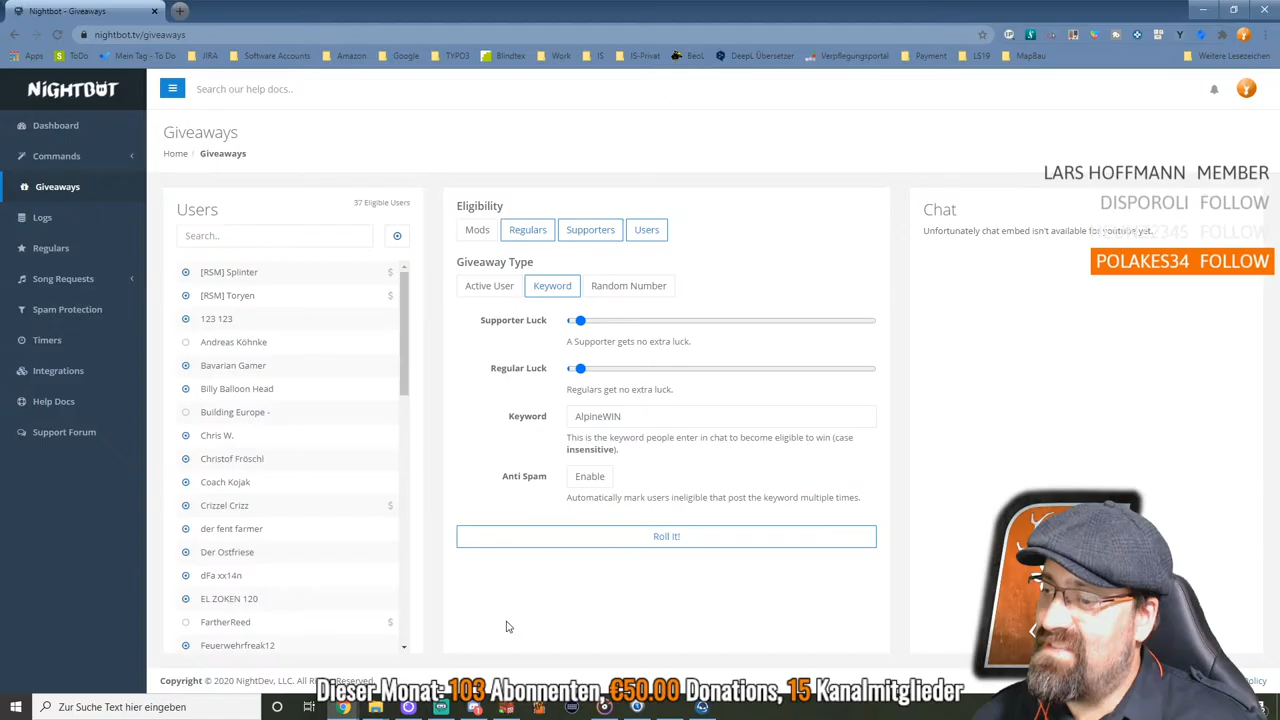 Nightbot - Giveaways
nightbot.tv/giveaways
Apps
ToDo
Mein Tag - To Do
JIRA
Software Accounts
Amazon
Google
TYPO3
Blindtex
Work
IS
IS-Privat
BeoL
DeepL Übersetzer
Verpflegungsportal
Payment
LS19
MapBau
Weitere Lesezeichen
NIGHTBOT
Search our help docs..
Dashboard
Commands
Giveaways
Logs
Regulars
Song Requests
Spam Protection
Timers
Integrations
Help Docs
Support Forum
Giveaways
Home / Giveaways
Users
37 Eligible Users
Search..
[RSM] Splinter $
[RSM] Toryen $
123 123
Andreas Köhnke
Bavarian Gamer
Billy Balloon Head
Building Europe -
Chris W.
Christof Fröschl
Coach Kojak
Crizzel Crizz $
der fent farmer
Der Ostfriese
dFa xx14n
EL ZOKEN 120
FartherReed $
Feuerwehrfreak12
Eligibility
Mods
Regulars
Supporters
Users
Giveaway Type
Active User
Keyword
Random Number
Supporter Luck
A Supporter gets no extra luck.
Regular Luck
Regulars get no extra luck.
Keyword
AlpineWIN
This is the keyword people enter in chat to become eligible to win (case
insensitive).
Anti Spam
Enable
Automatically mark users ineligible that post the keyword multiple times.
Roll It!
Chat
Unfortunately chat embed isn't available for youtube yet.
LARS HOFFMANN MEMBER
DISPOROLI FOLLOW
FOLLOW
POLAKES34 FOLLOW
Copyright © 2020 NightDev, LLC. All Rights Reserved.
Policy
Dieser Monat: 103 Abonnenten, €50.00 Donations, 15 Kanalmitglieder
Zur Suche Text hier eingeben